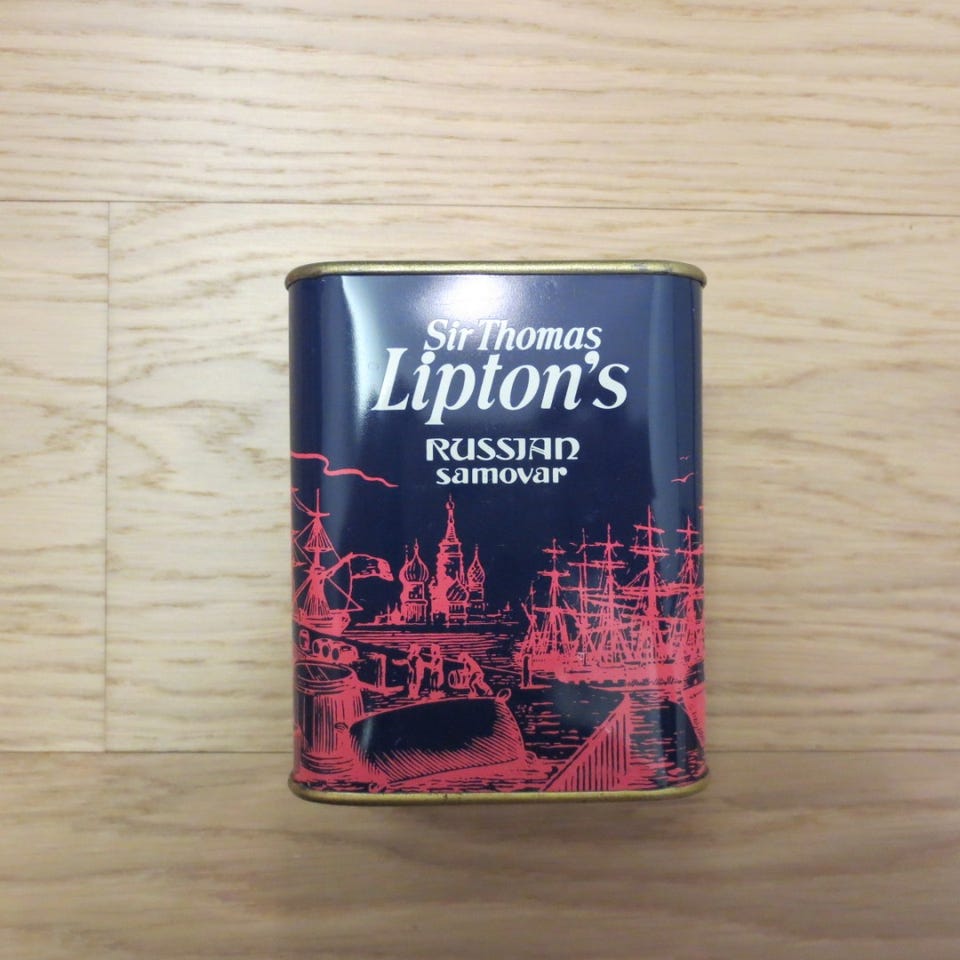 Sir Thomas
Lipton's
RUSSIAN
samovar